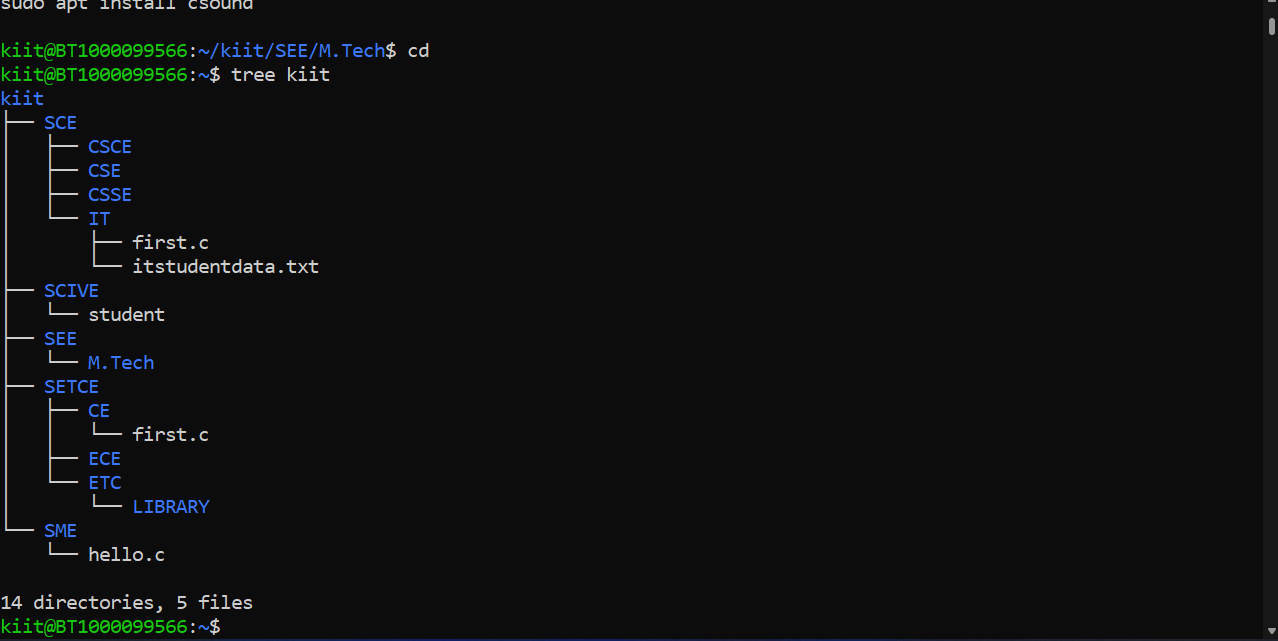 sudo apt install csound
kiit@BT1000099566:~/kiit/SEE/M.Tech$ cd
kiit@BT1000099566:~$ tree kiit
kiit
├── SCE
│   ├── CSCE
│   ├── CSE
│   ├── CSSE
│   └── IT
│       ├── first.c
│       └── itstudentdata.txt
├── SCIVE
│   └── student
├── SEE
│   └── M.Tech
├── SETCE
│   ├── CE
│   │   └── first.c
│   ├── ECE
│   └── ETC
│       └── LIBRARY
└── SME
    └── hello.c
14 directories, 5 files
kiit@BT1000099566:~$